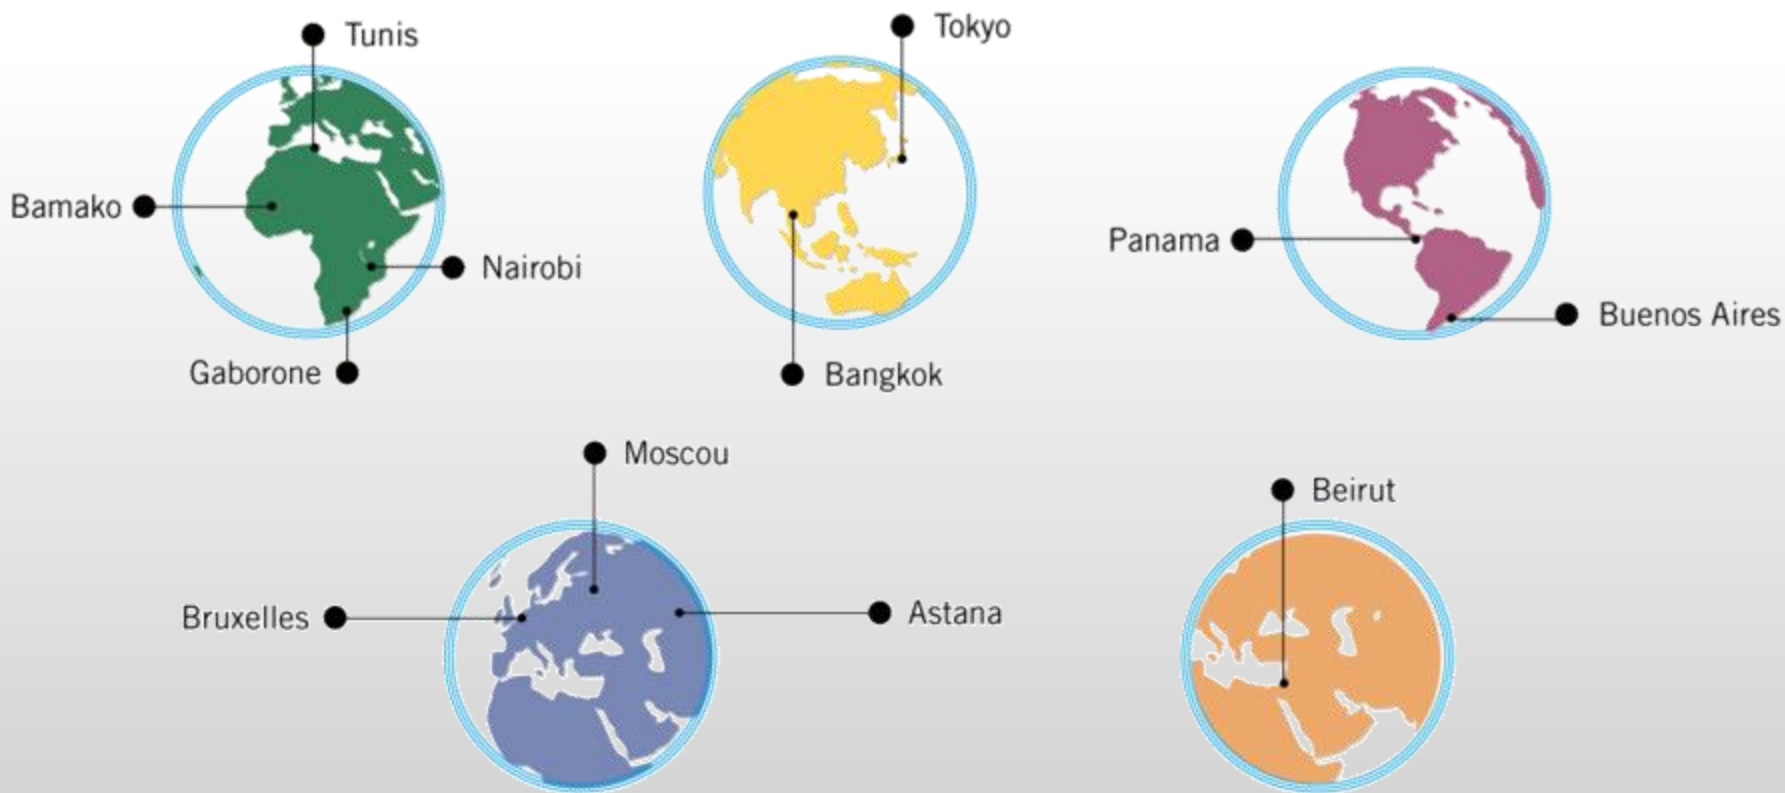 Tunis
Tokyo
Bamako
Nairobi
Panama
Buenos Aires
Gaborone
Bangkok
Moscou
Beirut
Bruxelles
Astana